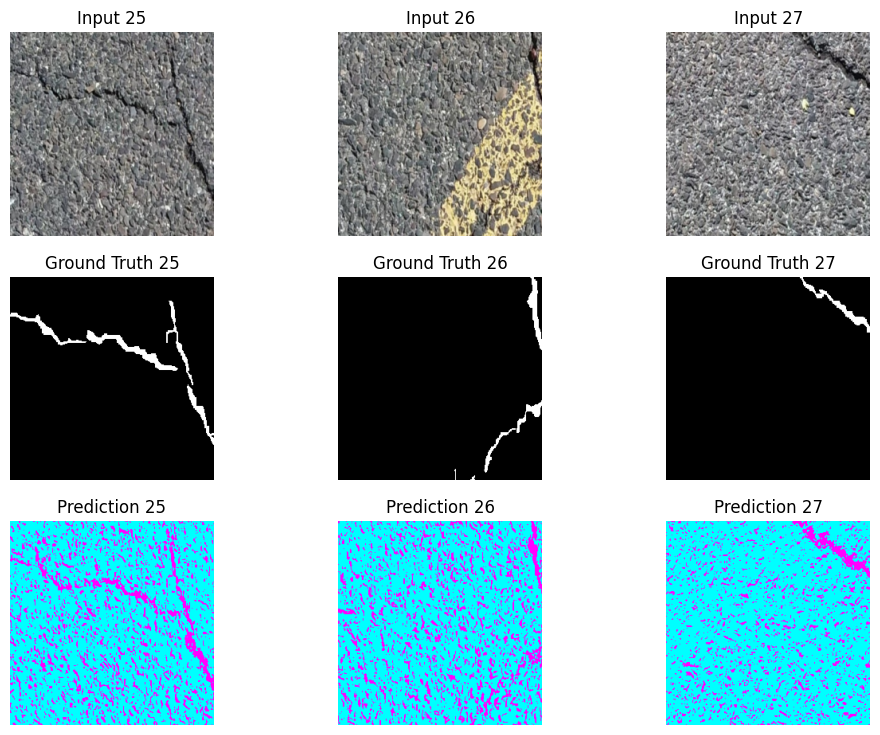 Input 25
Input 26
Input 27
Ground Truth 25
Ground Truth 26
Ground Truth 27
Prediction 25
Prediction 26
Prediction 27